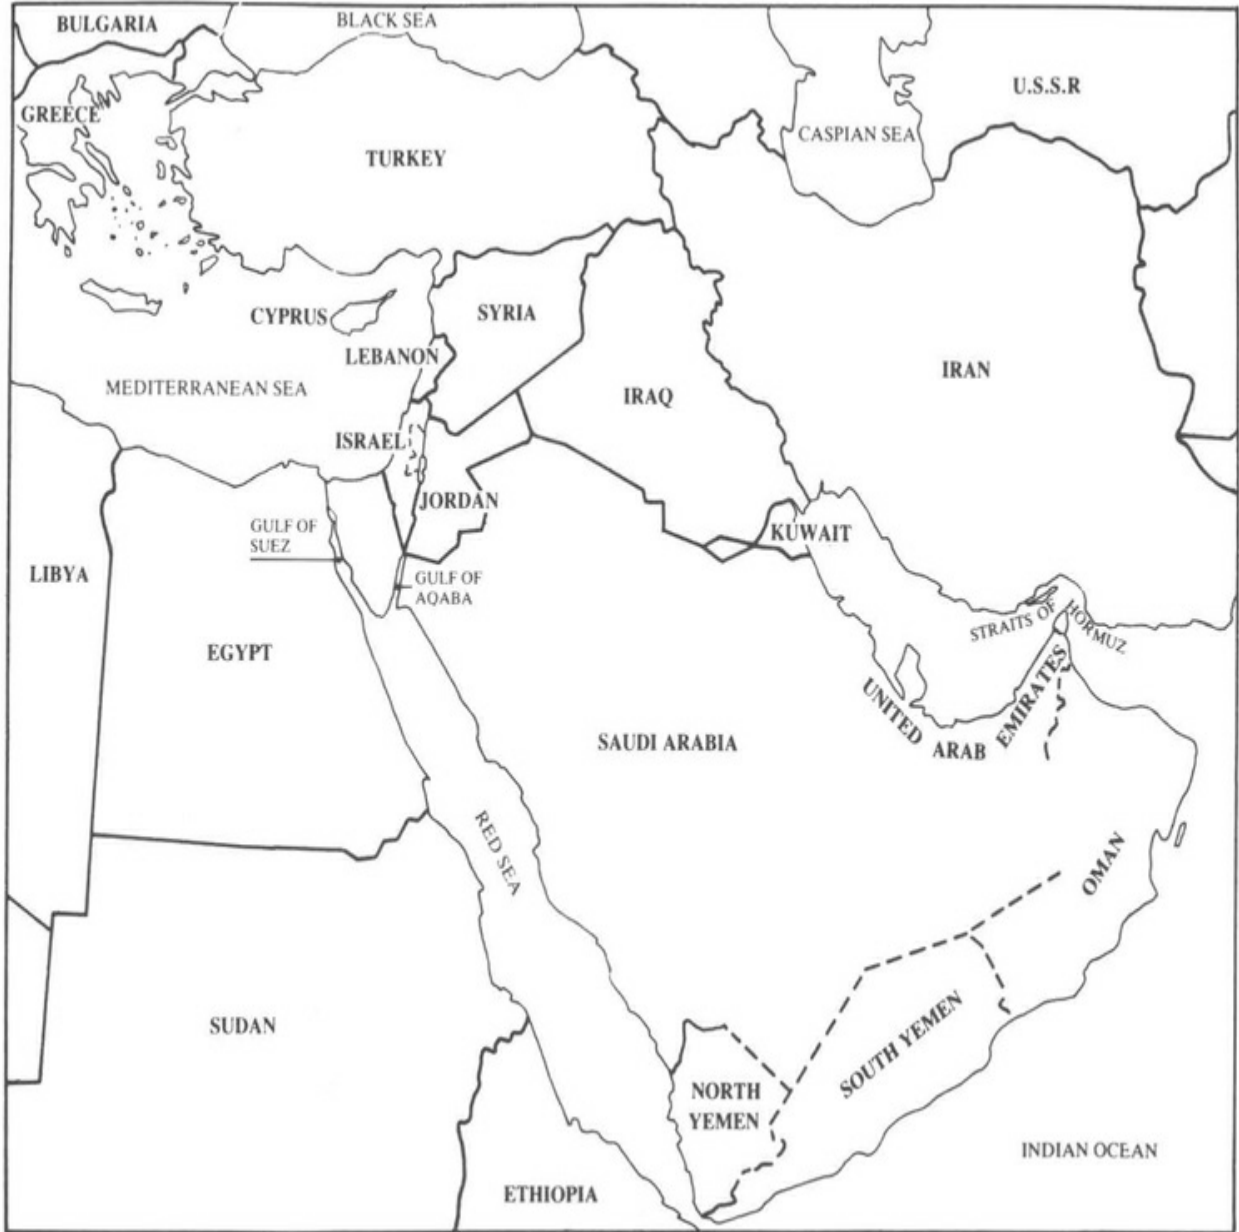 BULGARIA
BLACK SEA
U.S.S.R
GREECE
CASPIAN SEA
TURKEY
CYPRUS
SYRIA
LEBANON
IRAN
MEDITERRANEAN SEA
IRAQ
ISRAEL
JORDAN
GULF OF
SUEZ
KUWAIT
LIBYA
GULF OF
AQABA
STRAITS OF HORMUZ
EGYPT
UNITED ARAB EMIRATES
SAUDI ARABIA
RED SEA
OMAN
SUDAN
SOUTH YEMEN
NORTH
YEMEN
INDIAN OCEAN
ETHIOPIA